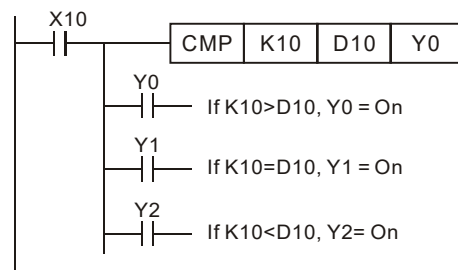 X10
CMP K10 D10 Y0
Y0
If K10>D10, Y0 = On
Y1
If K10=D10, Y1 = On
Y2
If K10<D10, Y2= On